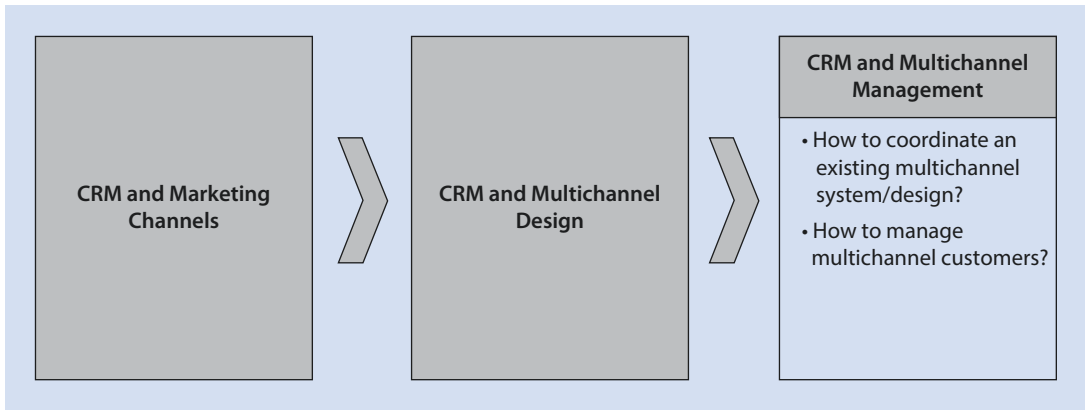 CRM and Marketing
Channels
CRM and Multichannel
Design
CRM and Multichannel
Management
• How to coordinate an
existing multichannel
system/design?
• How to manage
multichannel customers?